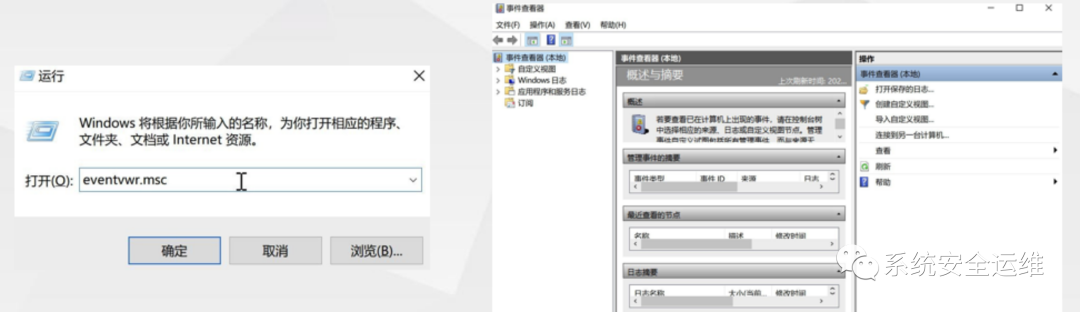 运行
Windows 将根据你所输入的名称，为你打开相应的程序、
文件夹、文档或 Internet 资源。
打开(O): eventvwr.msc
确定 取消 浏览(B)...
事件查看器
文件(F) 操作(A) 查看(V) 帮助(H)
事件查看器 (本地)
自定义视图
Windows 日志
应用程序和服务日志
订阅
事件查看器 (本地)
概述与摘要
上次刷新时间: 202...
概述
若要查看已在计算机上出现的事件，请在控制台树
中选择相应的来源、日志或自定义视图节点。管理
管理事件的摘要
事件类型 事件 ID 来源 日志
最近查看的节点
名称 描述 修改时间
日志摘要
日志名称 大小(当前... 修改时间
操作
事件查看器 (本地)
打开保存的日志...
创建自定义视图...
导入自定义视图...
连接到另一台计算机...
查看
刷新
帮助
系统安全运维